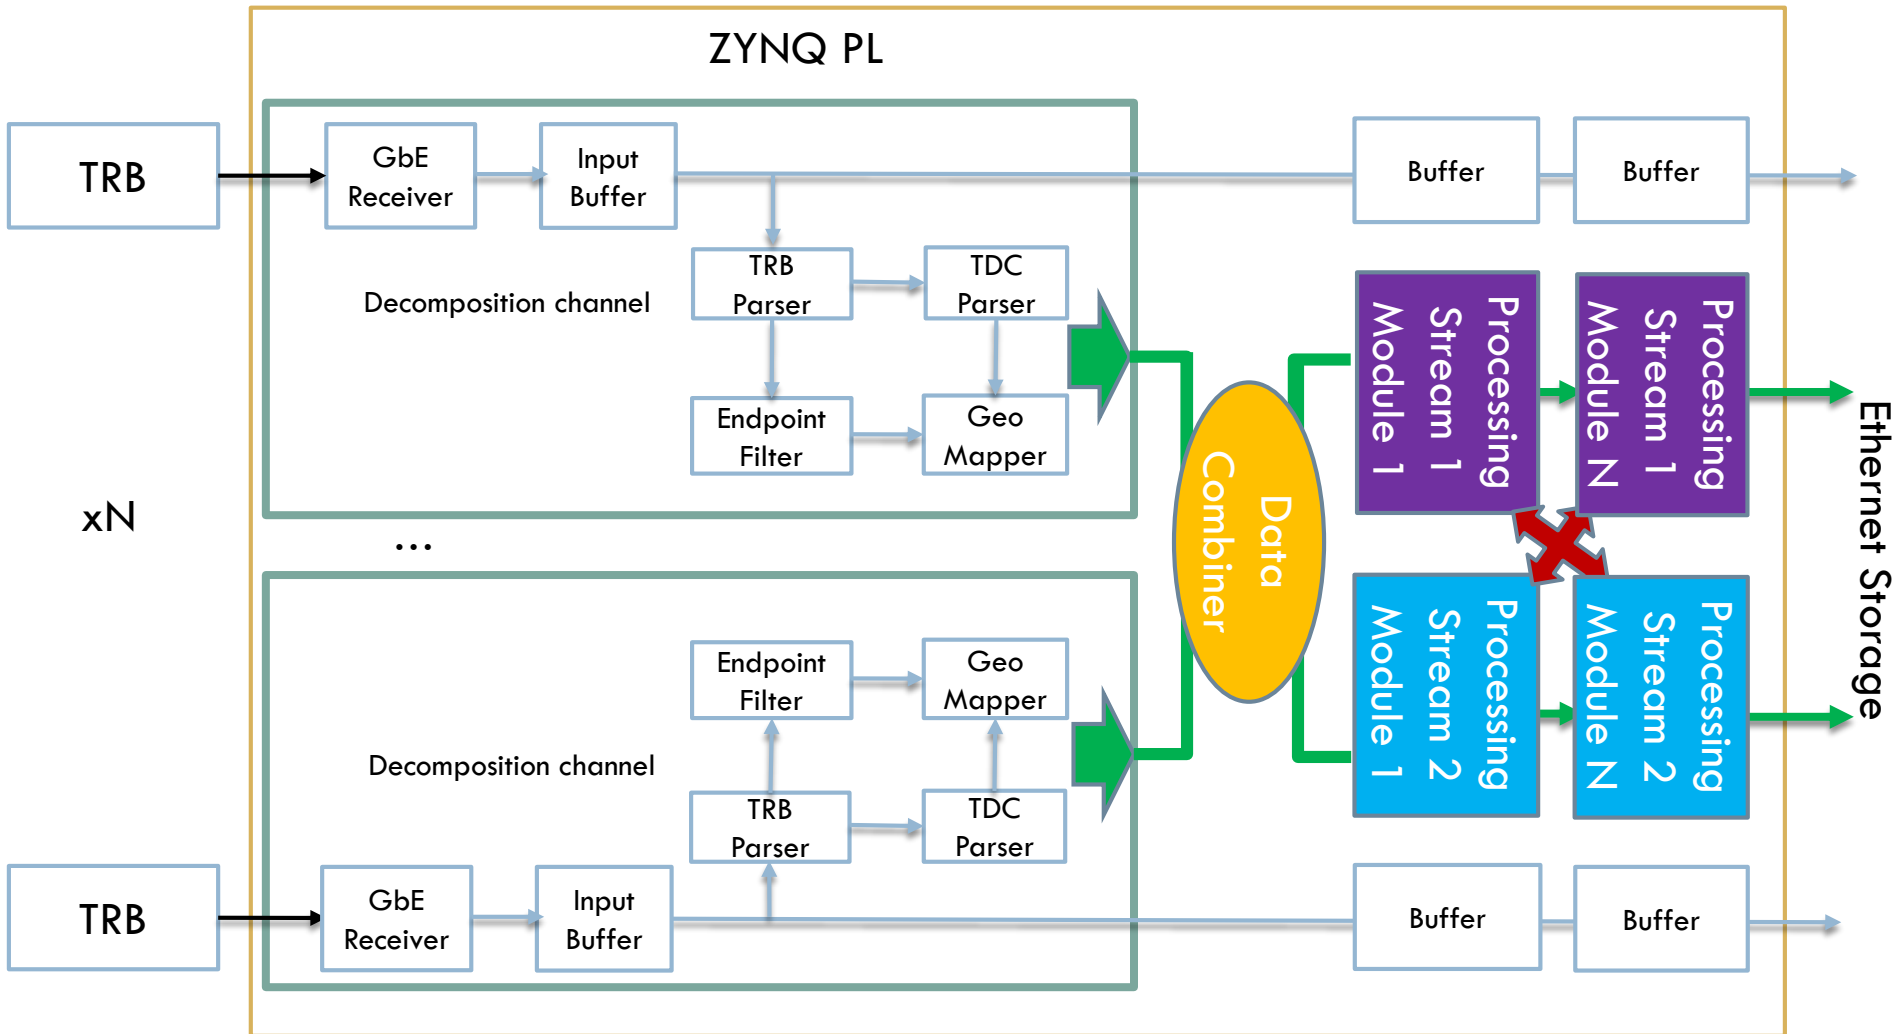 ZYNQ PL
TRB
GbE
Receiver
Input
Buffer
Buffer
Buffer
TRB
Parser
TDC
Parser
Decomposition channel
Endpoint
Filter
Geo
Mapper
xN
...
Data
Combiner
Processing
Stream 1
Module 1
Processing
Stream 1
Module N
Processing
Stream 2
Module 1
Processing
Stream 2
Module N
Ethernet Storage
Endpoint
Filter
Geo
Mapper
Decomposition channel
TRB
Parser
TDC
Parser
TRB
GbE
Receiver
Input
Buffer
Buffer
Buffer